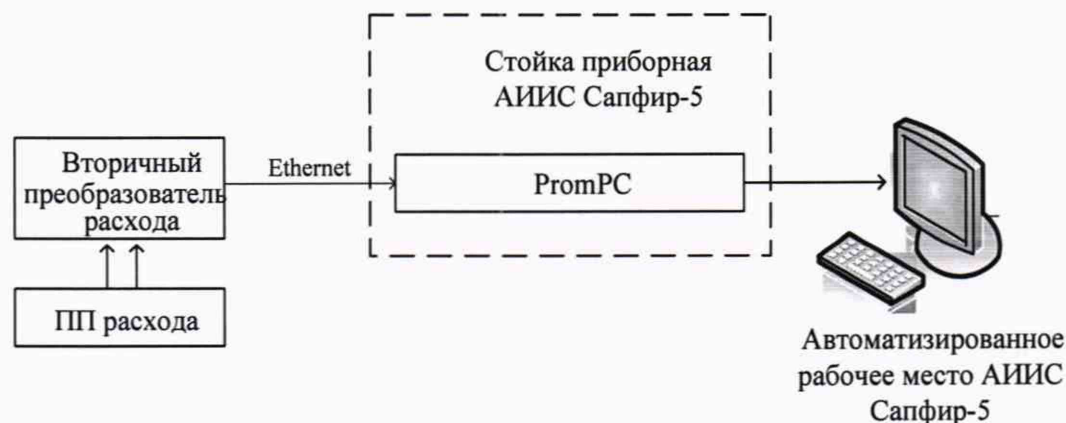 Стойка приборная
АИИС Сапфир-5
Вторичный
преобразователь
расхода
Ethernet
PromPC
ПП расхода
Автоматизированное
рабочее место АИИС
Сапфир-5